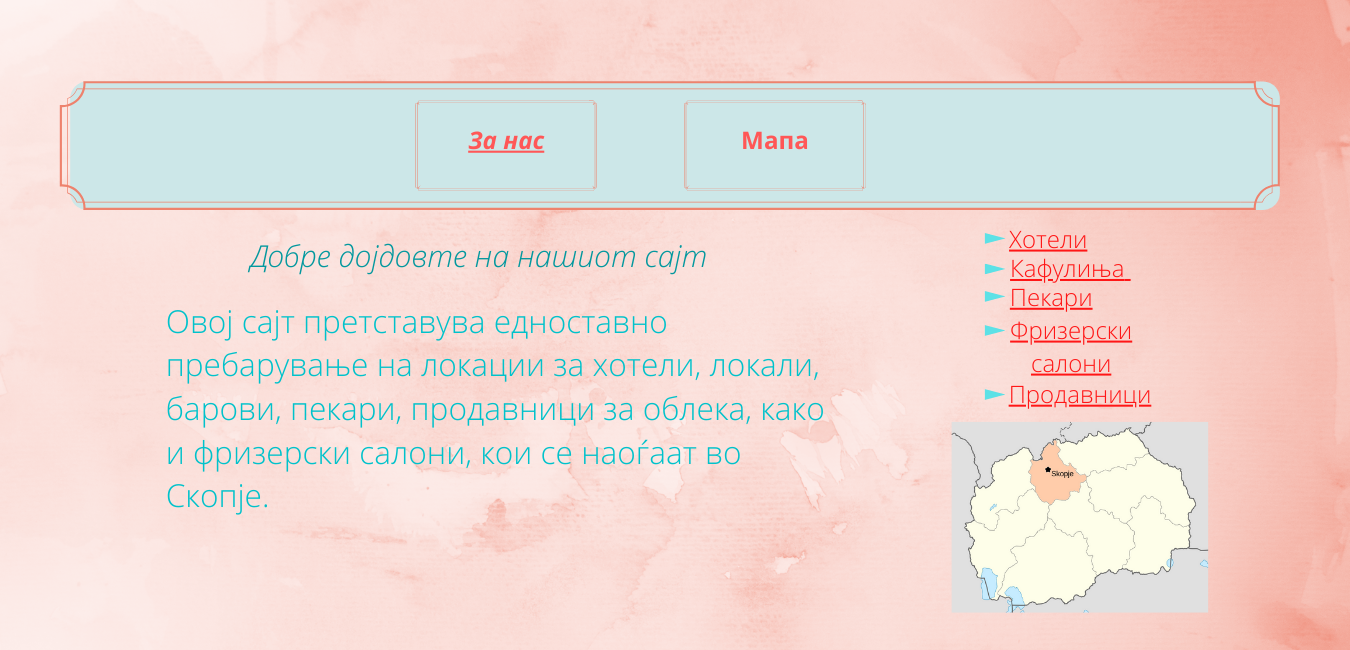 За нас
Мапа
Добре дојдовте на нашиот сајт
Овој сајт претставува едноставно
пребарување на локации за хотели, локали,
барови, пекари, продавници за облека, како
и фризерски салони, кои се наоѓаат во
Скопје.
Хотели
Кафулиња
Пекари
Фризерски
салони
Продавници
Skopje